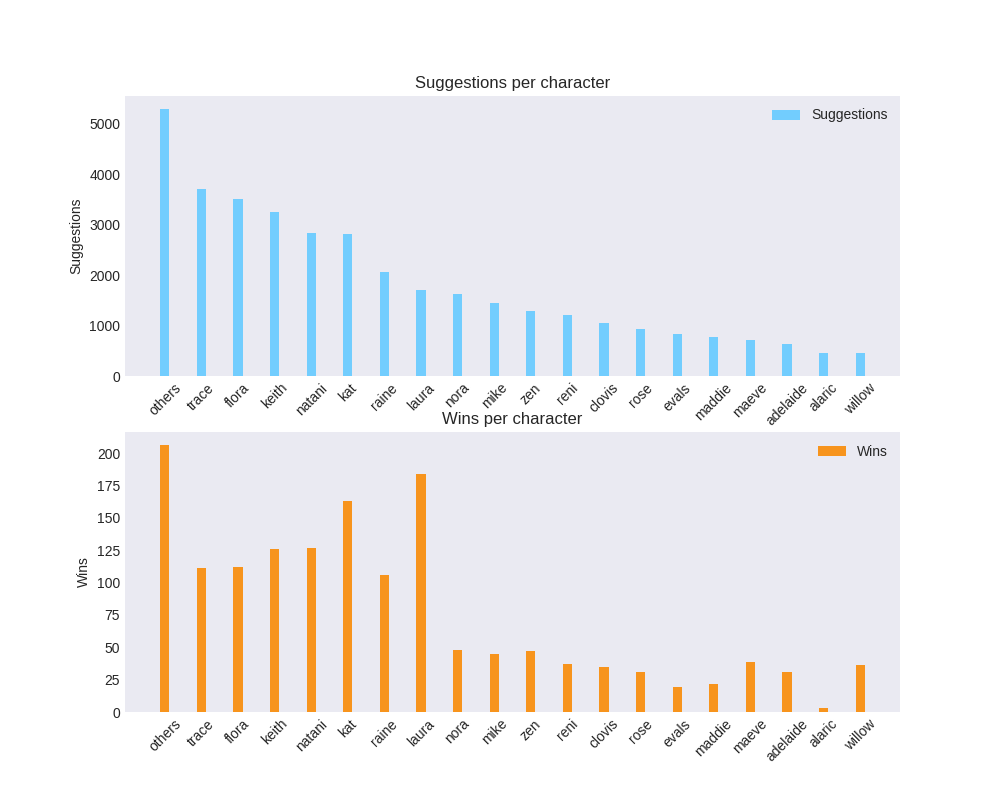 Suggestions per character
Suggestions
5000
4000
3000
2000
1000
0
Suggestions
others trace flora keith natani kat raine laura nora mike zen reni clovis rose evals maddie maeve adelaide alaric willow
Wins per character
Wins
200
175
150
125
100
75
50
25
0
Wins
others trace flora keith natani kat raine laura nora mike zen reni clovis rose evals maddie maeve adelaide alaric willow